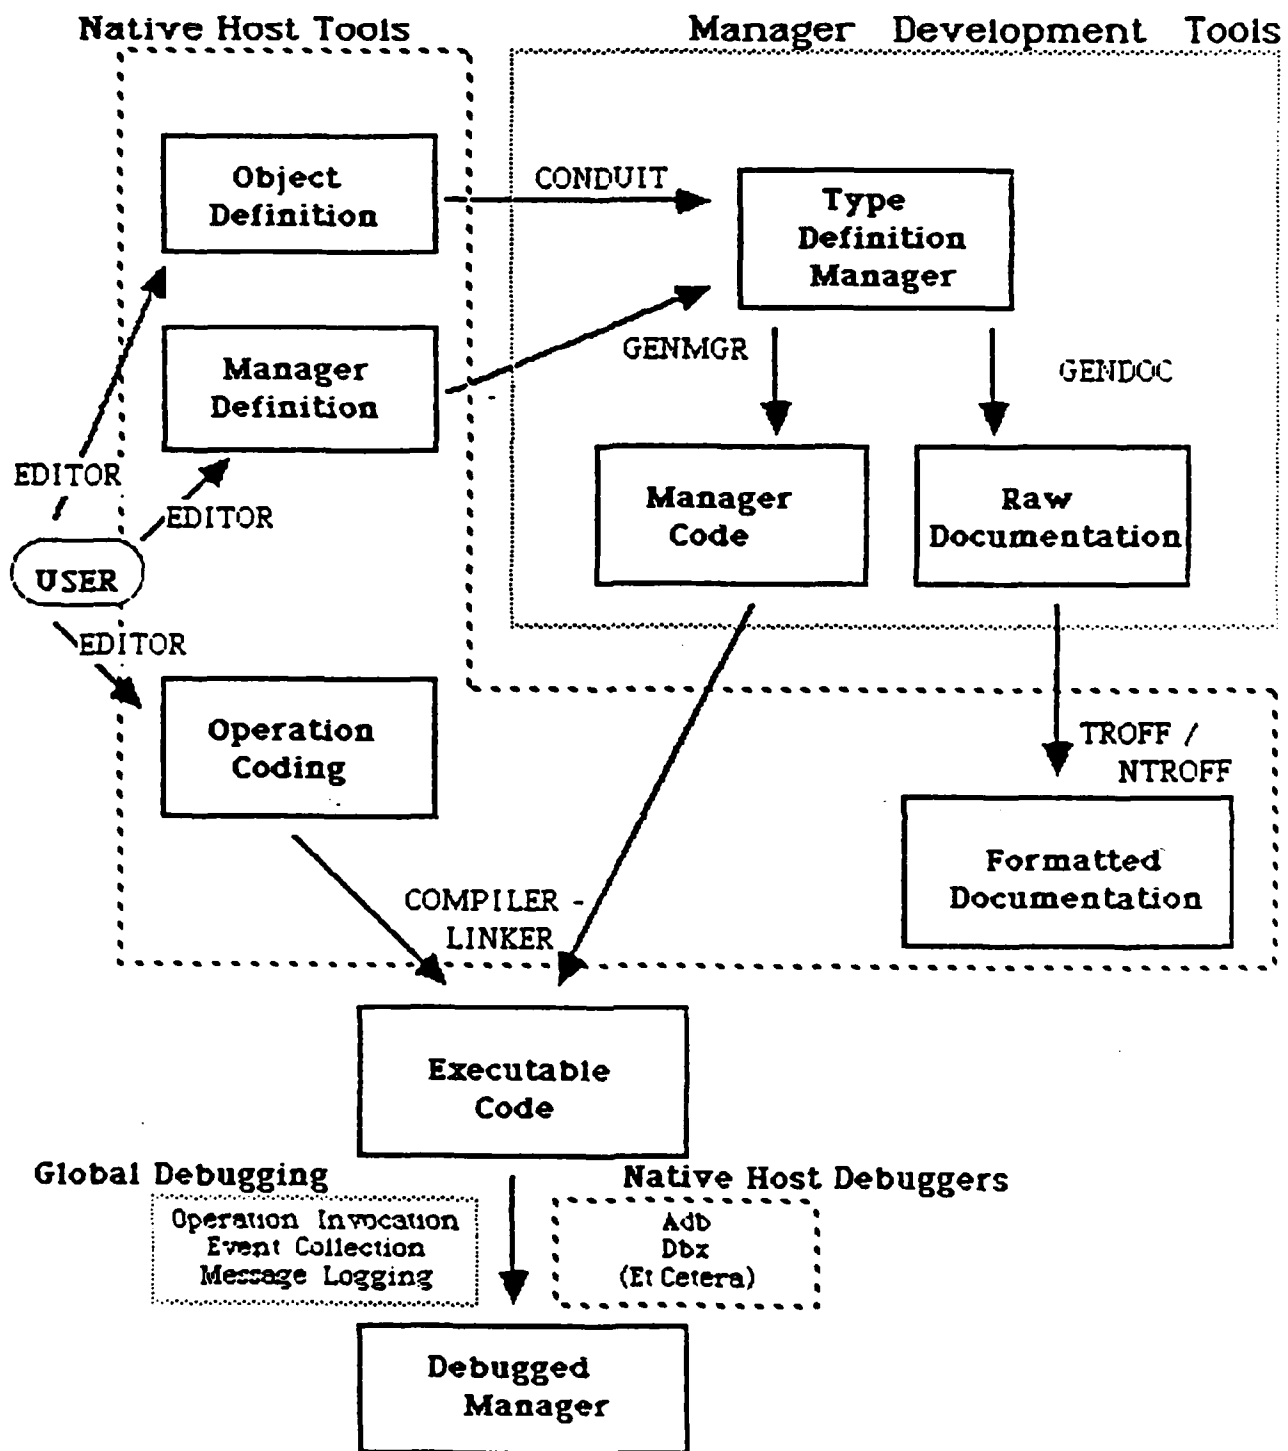 Native Host Tools
Manager Development Tools
Object
Definition
CONDUIT
Type
Definition
Manager
Manager
Definition
GENMGR
GENDOC
EDITOR
EDITOR
Manager
Code
Raw
Documentation
USER
EDITOR
Operation
Coding
TROFF /
NTROFF
Formatted
Documentation
COMPILER -
LINKER
Executable
Code
Global Debugging
Native Host Debuggers
Operation Invocation
Event Collection
Message Logging
Adb
Dbx
(Et Cetera)
Debugged
Manager